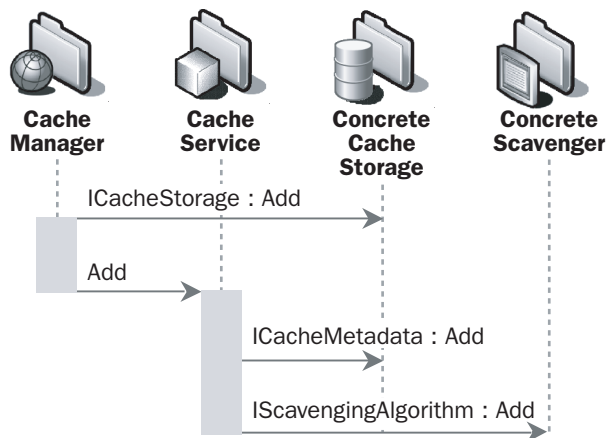 Cache
Manager
Cache
Service
Concrete
Cache
Storage
Concrete
Scavenger
ICacheStorage : Add
Add
ICacheMetadata : Add
IScavengingAlgorithm : Add